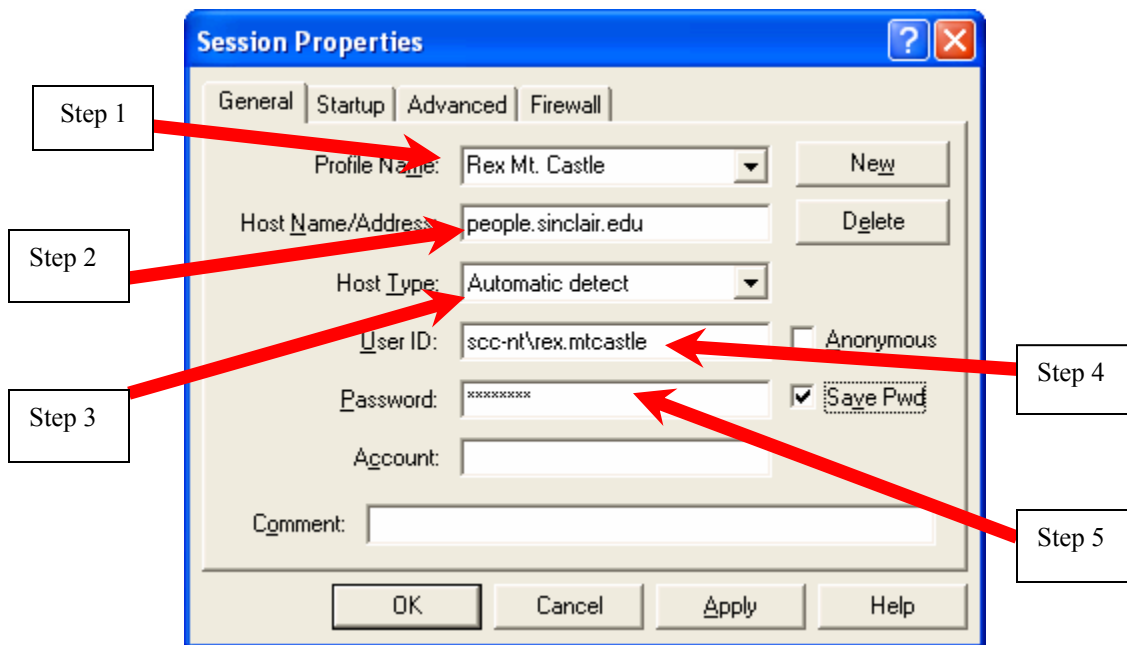 Session Properties
General Startup Advanced Firewall
Step 1
Profile Name: Rex Mt. Castle New
Host Name/Address: people.sinclair.edu Delete
Step 2
Host Type: Automatic detect
User ID: scc-nt\rex.mtcastle Anonymous
Step 4
Password: ******** Save Pwd
Step 3
Account:
Comment:
Step 5
OK Cancel Apply Help